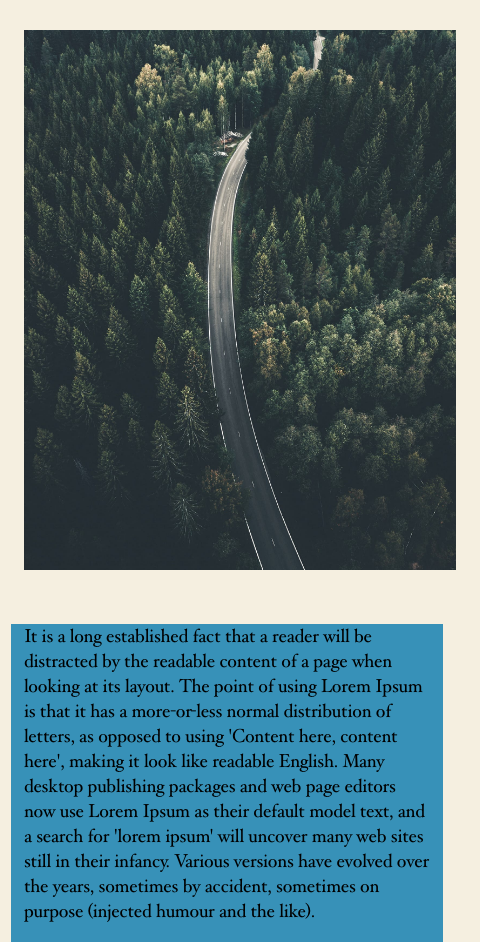 It is a long established fact that a reader will be
distracted by the readable content of a page when
looking at its layout. The point of using Lorem Ipsum
is that it has a more-or-less normal distribution of
letters, as opposed to using 'Content here, content
here', making it look like readable English. Many
desktop publishing packages and web page editors
now use Lorem Ipsum as their default model text, and
a search for 'lorem ipsum' will uncover many web sites
still in their infancy. Various versions have evolved over
the years, sometimes by accident, sometimes on
purpose (injected humour and the like).